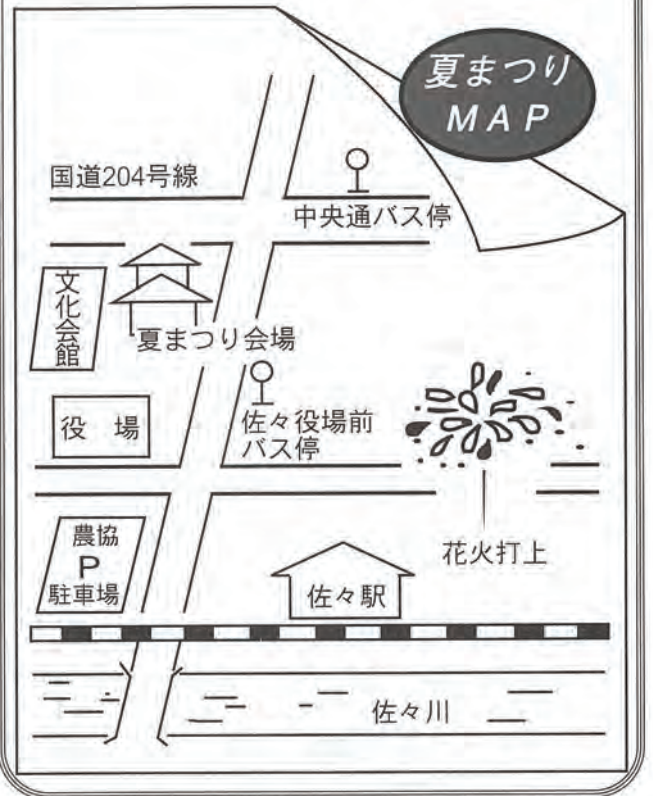 夏まつり
MAP
国道204号線
中央通バス停
文化会館
夏まつり会場
役場
佐々役場前
バス停
農協
P
駐車場
花火打上
佐々駅
佐々川